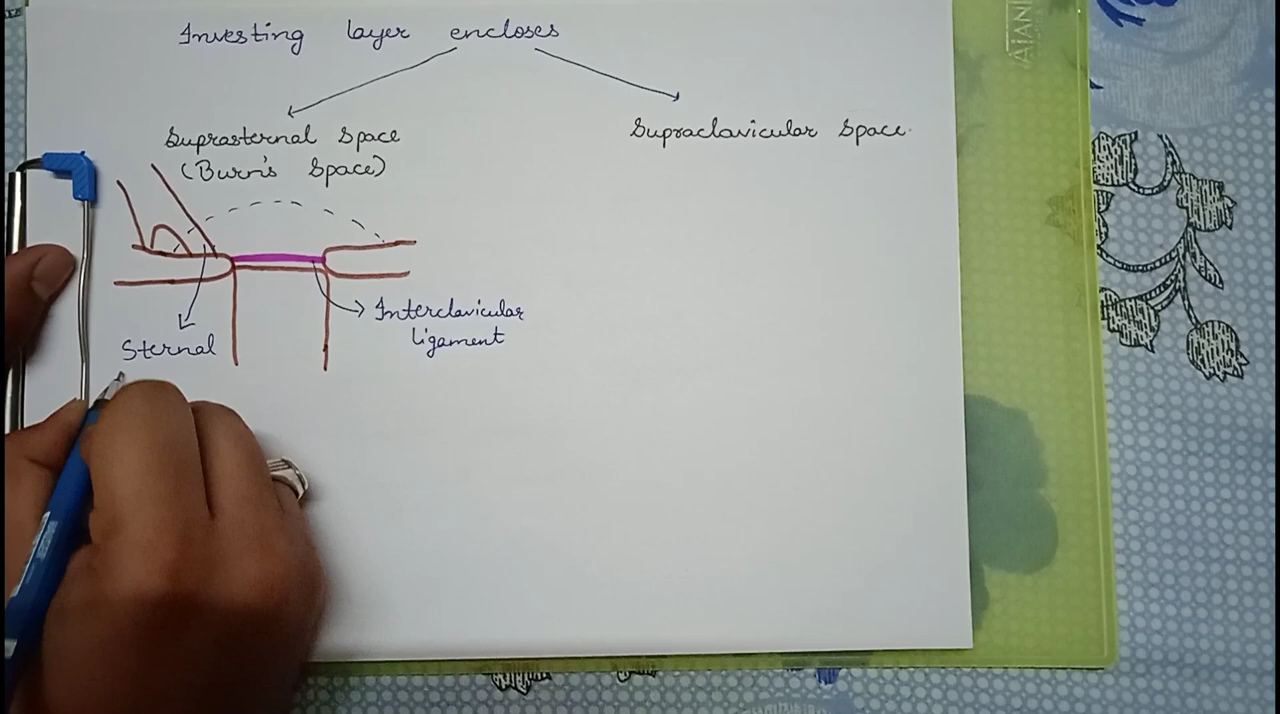 Investing layer encloses
Suprasternal Space
(Burn's Space)
Supraclavicular Space.
Interclavicular
ligament
Sternal